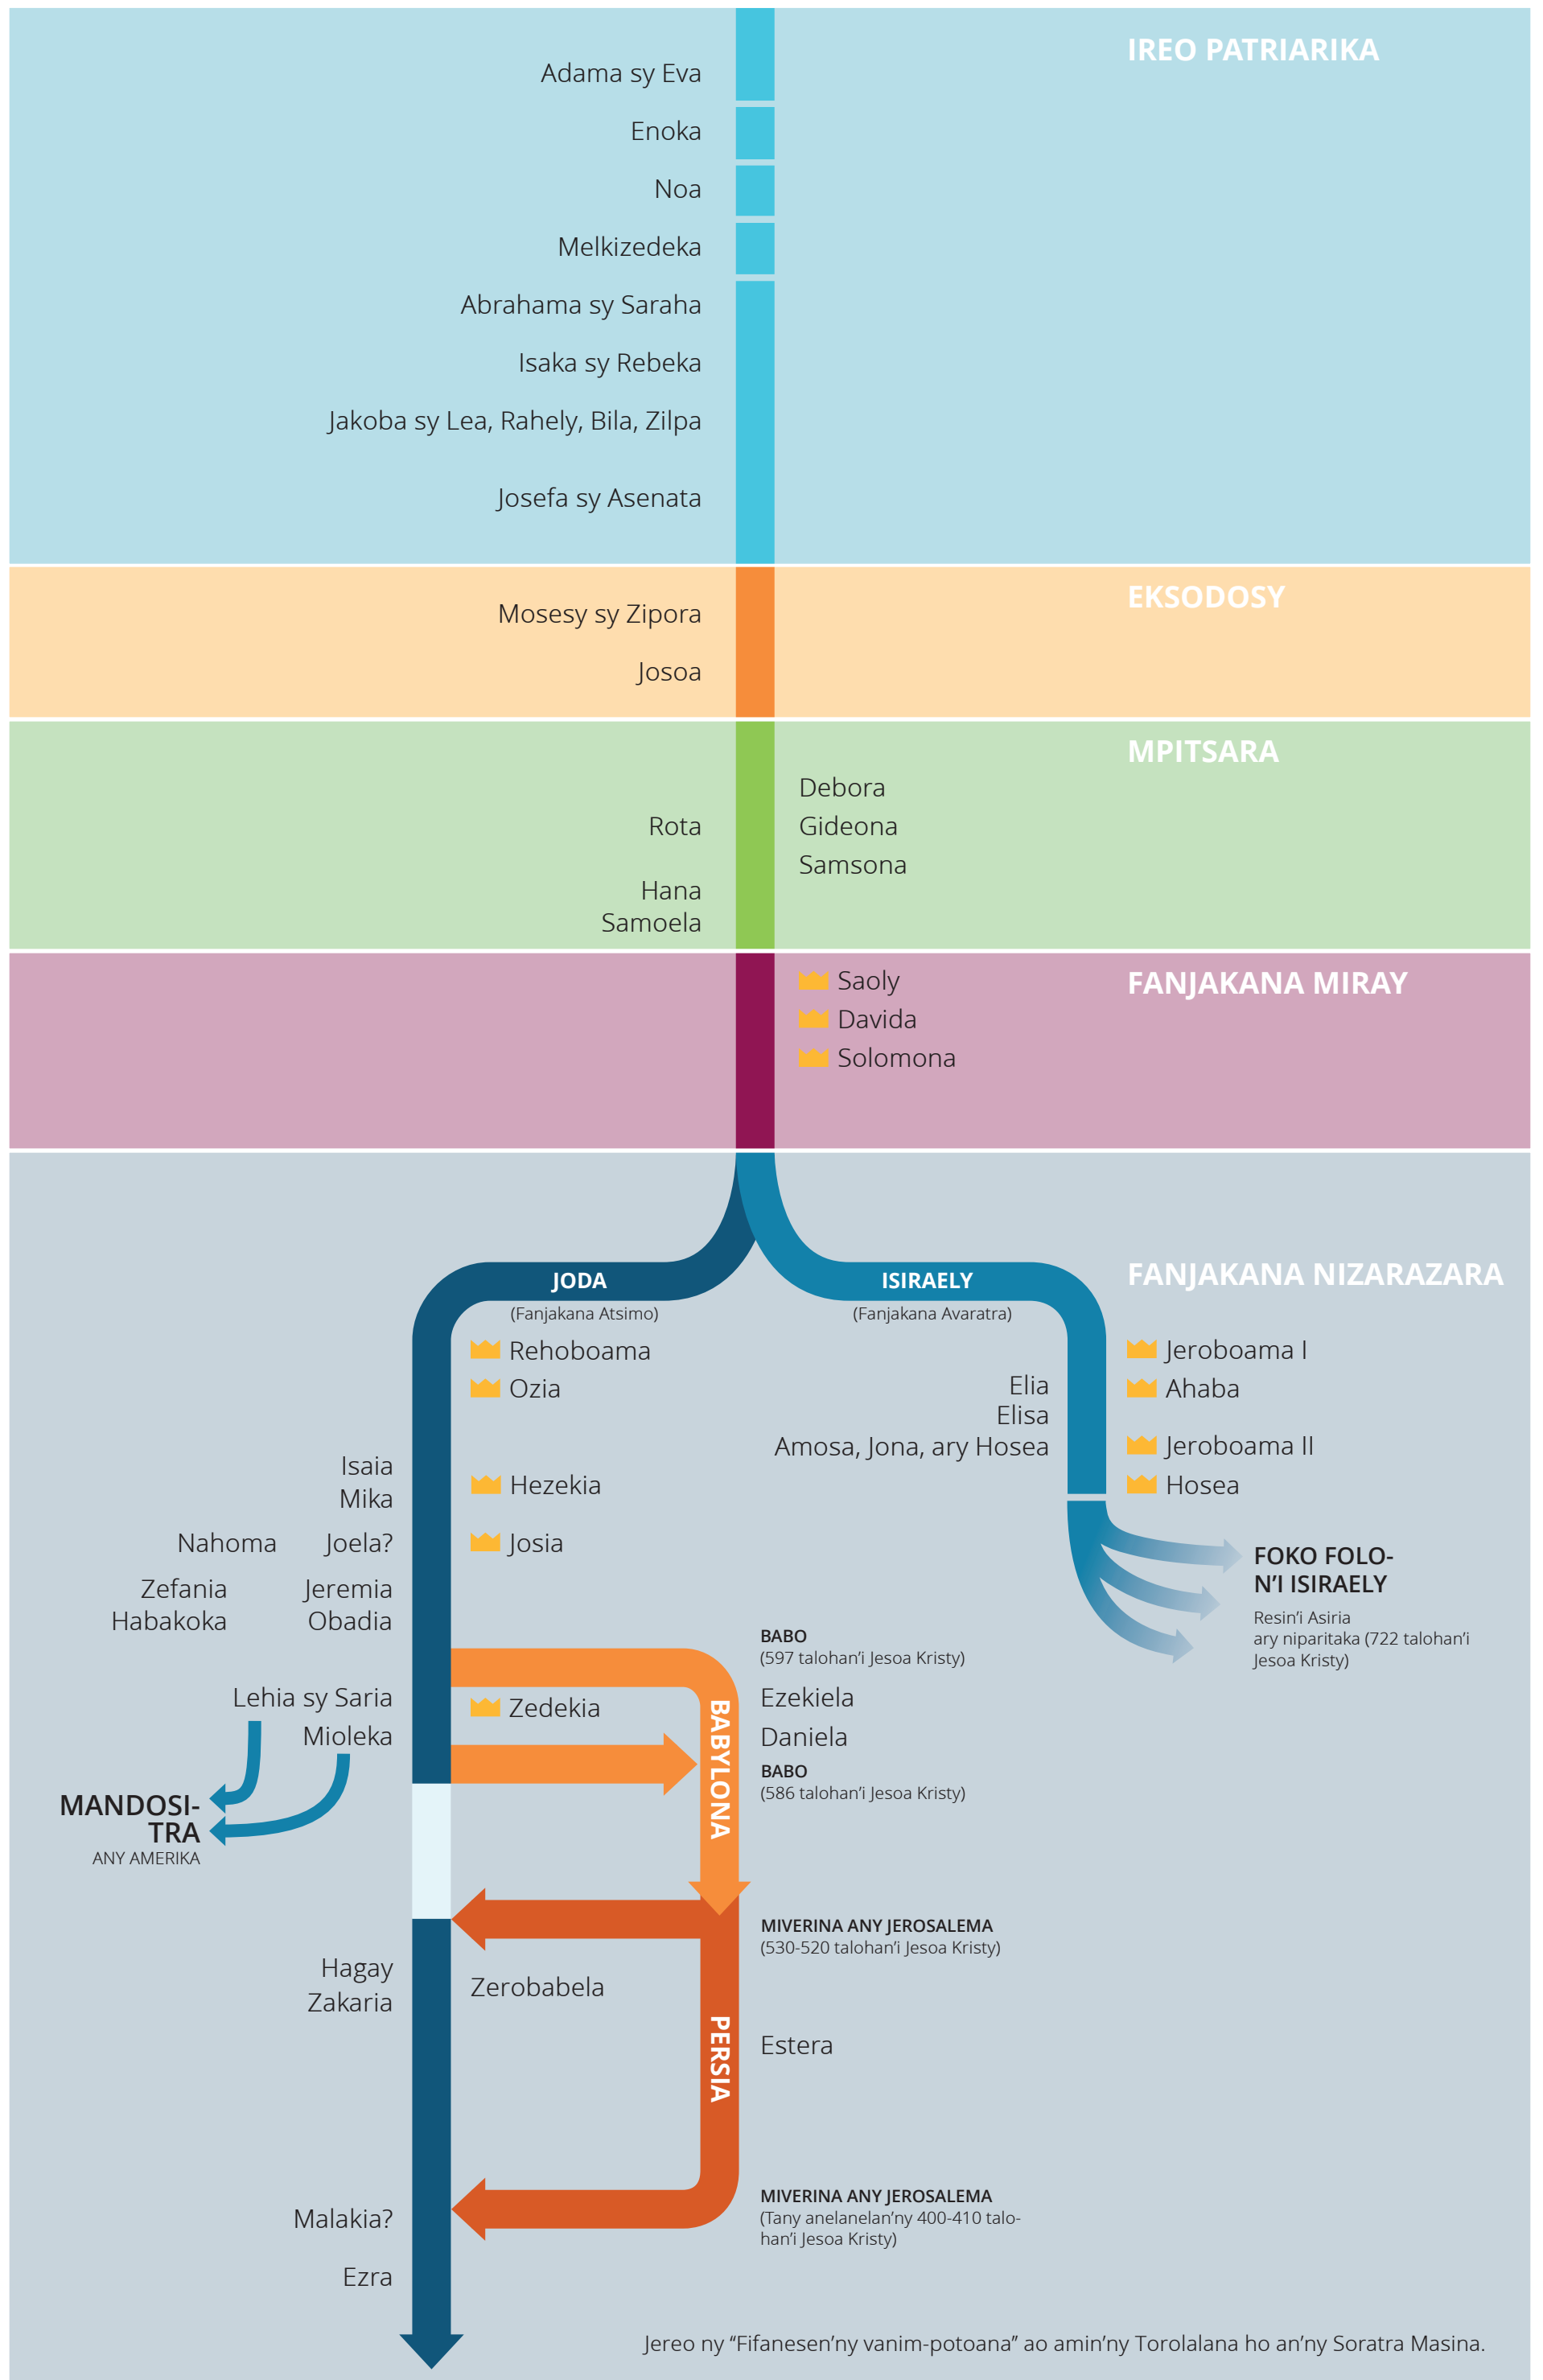 IREO PATRIARIKA
Adama sy Eva
Enoka
Noa
Melkizedeka
Abrahama sy Saraha
Isaka sy Rebeka
Jakoba sy Lea, Rahely, Bila, Zilpa
Josefa sy Asenata
EKSODOSY
Mosesy sy Zipora
Josoa
MPITSARA
Debora
Gideona
Samsona
Rota
Hana
Samoela
FANJAKANA MIRAY
Saoly
Davida
Solomona
FANJAKANA NIZARAZARA
JODA
(Fanjakana Atsimo)
Rehoboama
Ozia
Hezekia
Josia
Isaia
Mika
Nahoma
Joela?
Zefania
Habakoka
Jeremia
Obadia
ISIRAELY
(Fanjakana Avaratra)
Elia
Elisa
Amosa, Jona, ary Hosea
Jeroboama I
Ahaba
Jeroboama II
Hosea
FOKO FOLO-
N’I ISIRAELY
Resin’i Asiria
ary niparitaka (722 talohan’i
Jesoa Kristy)
Lehia sy Saria
Mioleka
MANDOSI-
TRA
ANY AMERIKA
Zedekia
BABYLONA
BABO
(597 talohan’i Jesoa Kristy)
Ezekiela
Daniela
BABO
(586 talohan’i Jesoa Kristy)
MIVERINA ANY JEROSALEMA
(530-520 talohan’i Jesoa Kristy)
Hagay
Zakaria
Zerobabela
PERSIA
Estera
MIVERINA ANY JEROSALEMA
(Tany anelanelan’ny 400-410 talo-
han’i Jesoa Kristy)
Malakia?
Ezra
Jereo ny “Fifanesen’ny vanim-potoana” ao amin’ny Torolalana ho an’ny Soratra Masina.